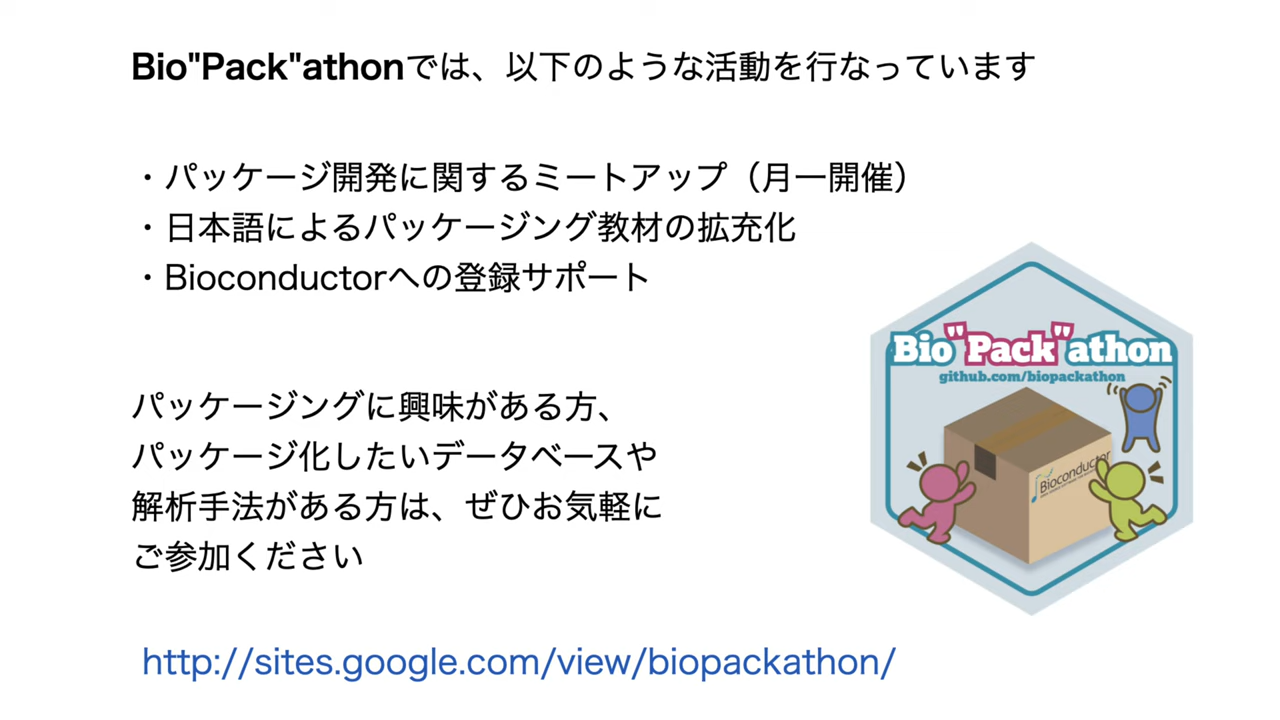 Bio"Pack"athonでは、以下のような活動を行なっています
・パッケージ開発に関するミートアップ（月一開催）
・日本語によるパッケージング教材の拡充化
・Bioconductorへの登録サポート
パッケージングに興味がある方、
パッケージ化したいデータベースや
解析手法がある方は、ぜひお気軽に
ご参加ください
http://sites.google.com/view/biopackathon/
Bio"Pack"athon
github.com/biopackathon
Bioconductor